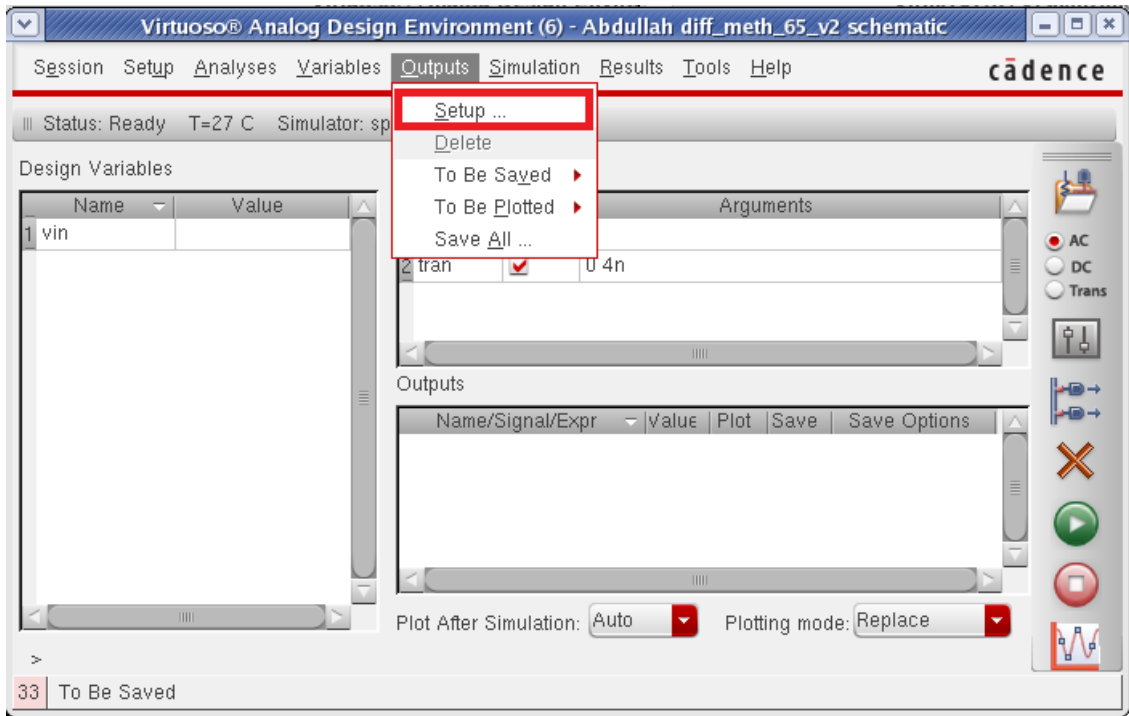 Virtuoso® Analog Design Environment (6) - Abdullah diff_meth_65_v2 schematic
Session Setup Analyses Variables Outputs Simulation Results Tools Help cādence
Status: Ready T=27 C Simulator: sp
Setup ...
Delete
To Be Saved
To Be Plotted
Save All ...
Design Variables
Name Value
1 vin
Arguments
2 tran 0 4n
AC
DC
Trans
Outputs
Name/Signal/Expr Value Plot Save Save Options
Plot After Simulation: Auto Plotting mode: Replace
>
33 To Be Saved